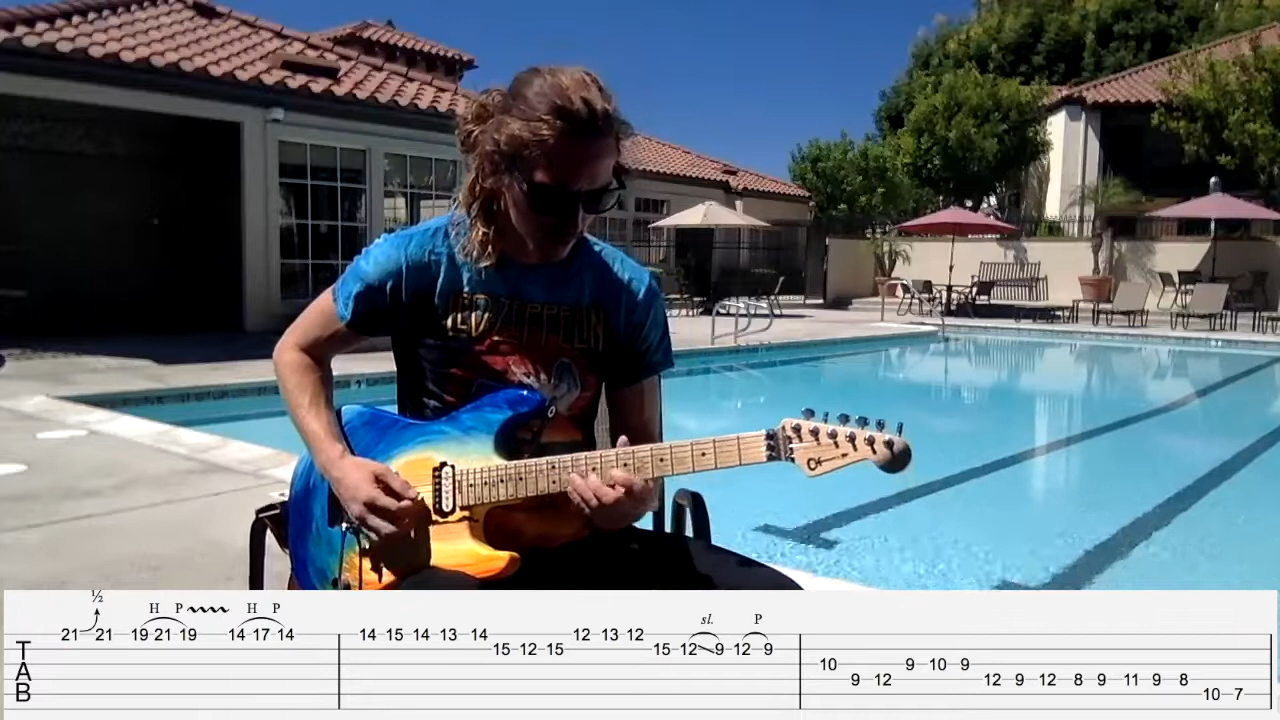 LED ZEPPELIN
½
H P H P sl. P
21 21 19 21 19 14 17 14 14 15 14 13 14 12 13 12
T 15 12 15 15 12 9 12 9
A 10 9 10 9
B 9 12 12 9 12 8 9 11 9 8
10 7